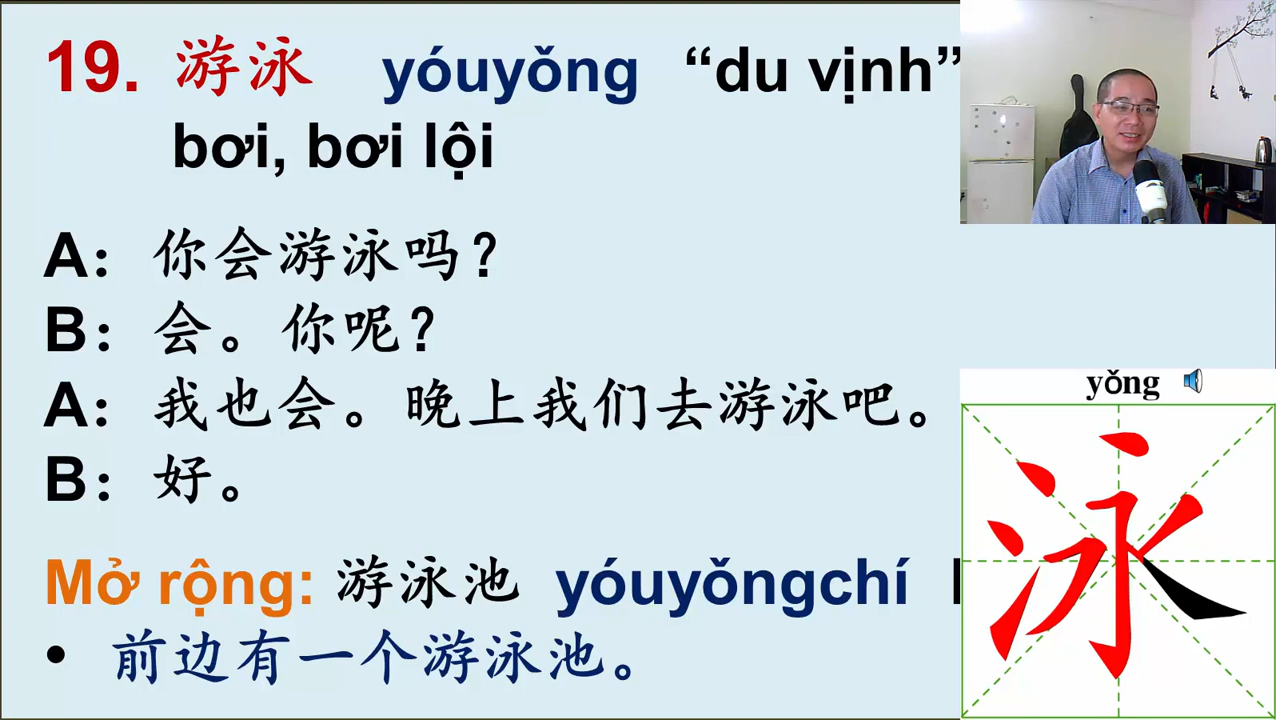 19. 游泳 yóuyǒng “du vịnh”
bơi, bơi lội
A：你会游泳吗？
B：会。你呢？
A：我也会。晚上我们去游泳吧。
B：好。
Mở rộng: 游泳池 yóuyǒngchí
• 前边有一个游泳池。
yǒng
泳